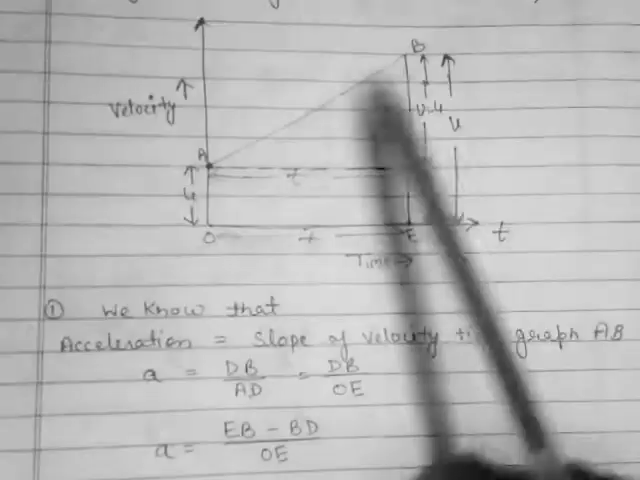 B
Velocity
v-u
v
A
t
u
O
t
E
t
Time
① We know that
Acceleration = Slope of velocity graph AB
a = DB/AD = DB/OE
a = EB - BD/OE